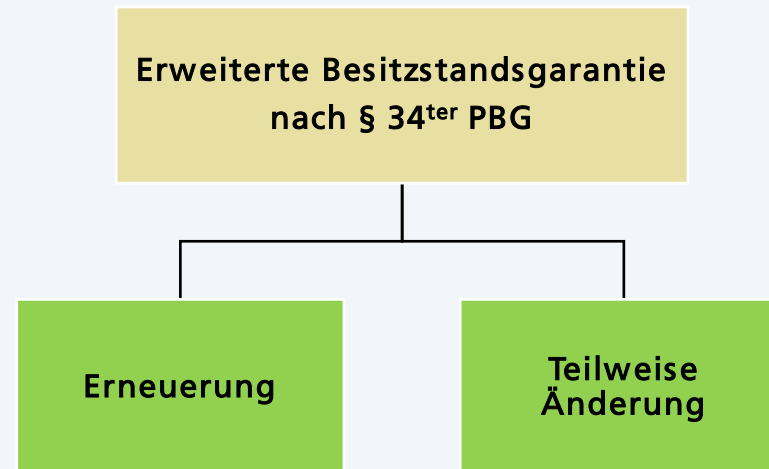 Erweiterte Besitzstandsgarantie
nach § 34ᵗᵉʳ PBG
Erneuerung
Teilweise
Änderung